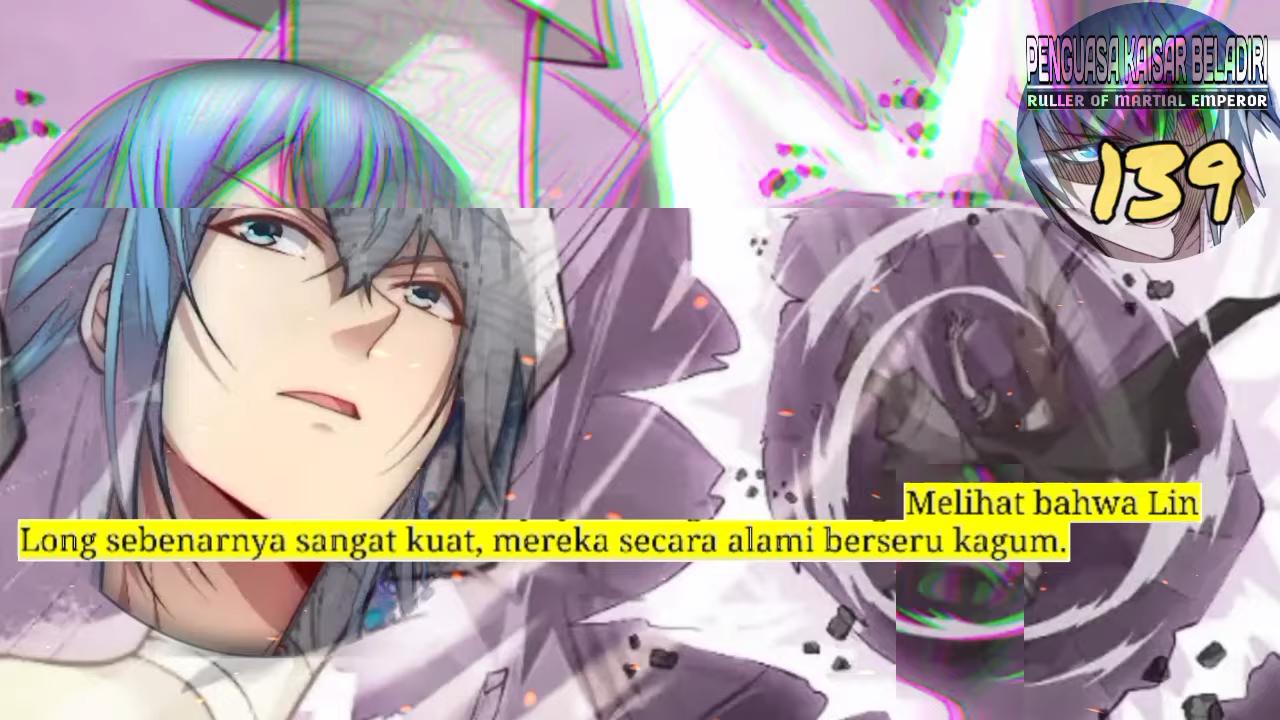 PENGUASA KAISAR BELADIRI
RULLER OF MARTIAL EMPEROR
139
Melihat bahwa Lin
Long sebenarnya sangat kuat, mereka secara alami berseru kagum.